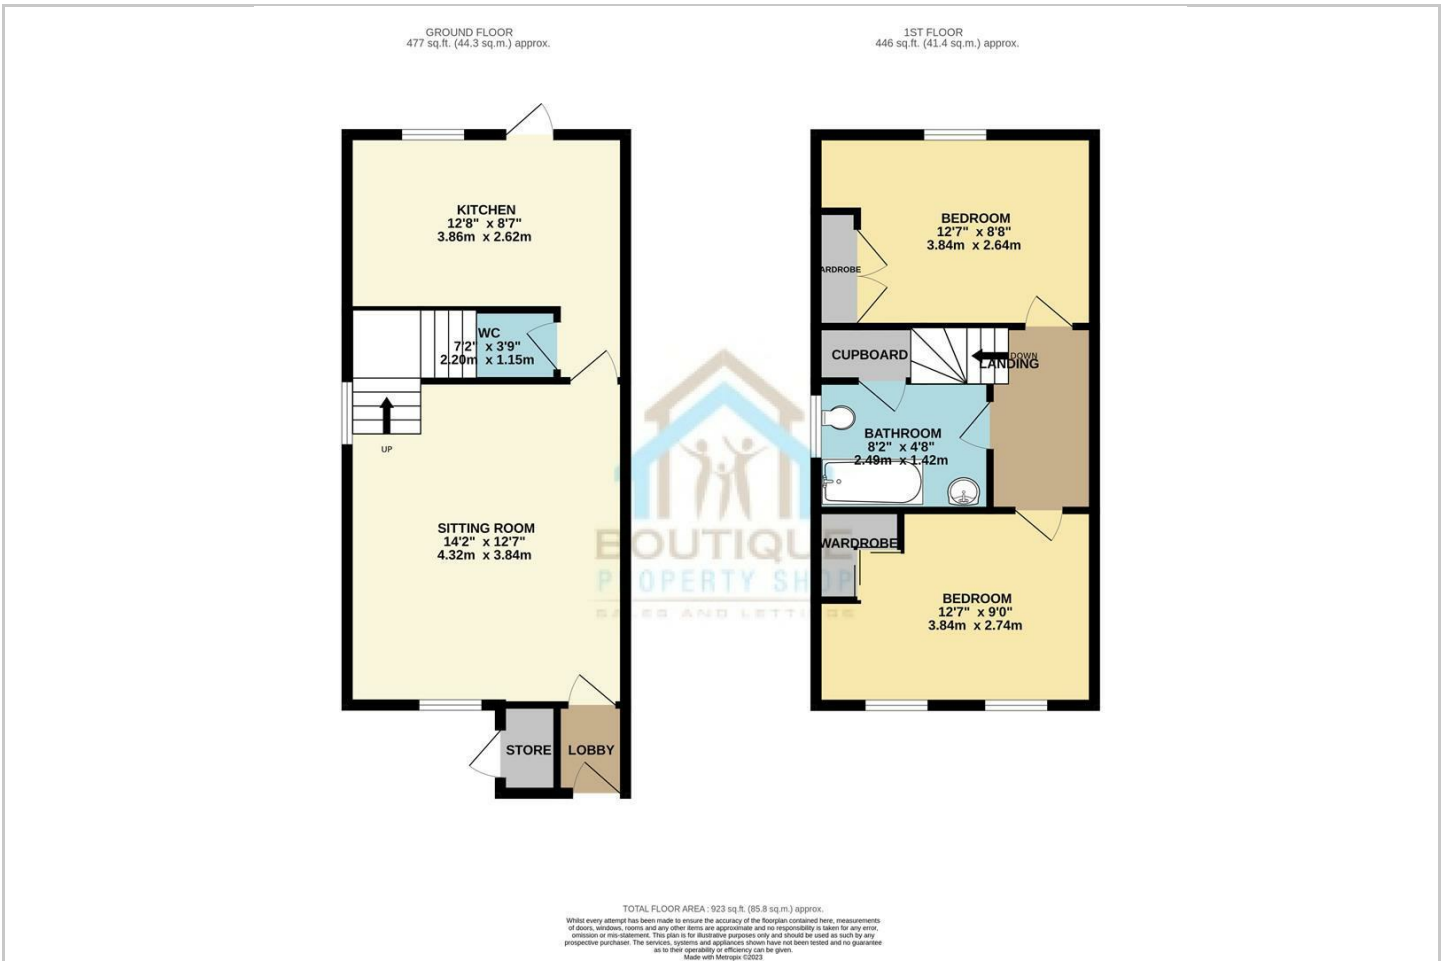 GROUND FLOOR
477 sq.ft. (44.3 sq.m.) approx.
1ST FLOOR
446 sq.ft. (41.4 sq.m.) approx.
KITCHEN
12'8" x 8'7"
3.86m x 2.62m
WC
7'2" x 3'9"
2.20m x 1.15m
UP
SITTING ROOM
14'2" x 12'7"
4.32m x 3.84m
STORE
LOBBY
BEDROOM
12'7" x 8'8"
3.84m x 2.64m
ARDROBE
CUPBOARD
DOWN
LANDING
BATHROOM
8'2" x 4'8"
2.49m x 1.42m
WARDROBE
BEDROOM
12'7" x 9'0"
3.84m x 2.74m
BOUTIQUE
PROPERTY SHOP
SALES AND LETTINGS
TOTAL FLOOR AREA : 923 sq.ft. (85.8 sq.m.) approx.
Whilst every attempt has been made to ensure the accuracy of the floorplan contained here, measurements
of doors, windows, rooms and any other items are approximate and no responsibility is taken for any error,
omission or mis-statement. This plan is for illustrative purposes only and should be used as such by any
prospective purchaser. The services, systems and appliances shown have not been tested and no guarantee
as to their operability or efficiency can be given.
Made with Metropix ©2023